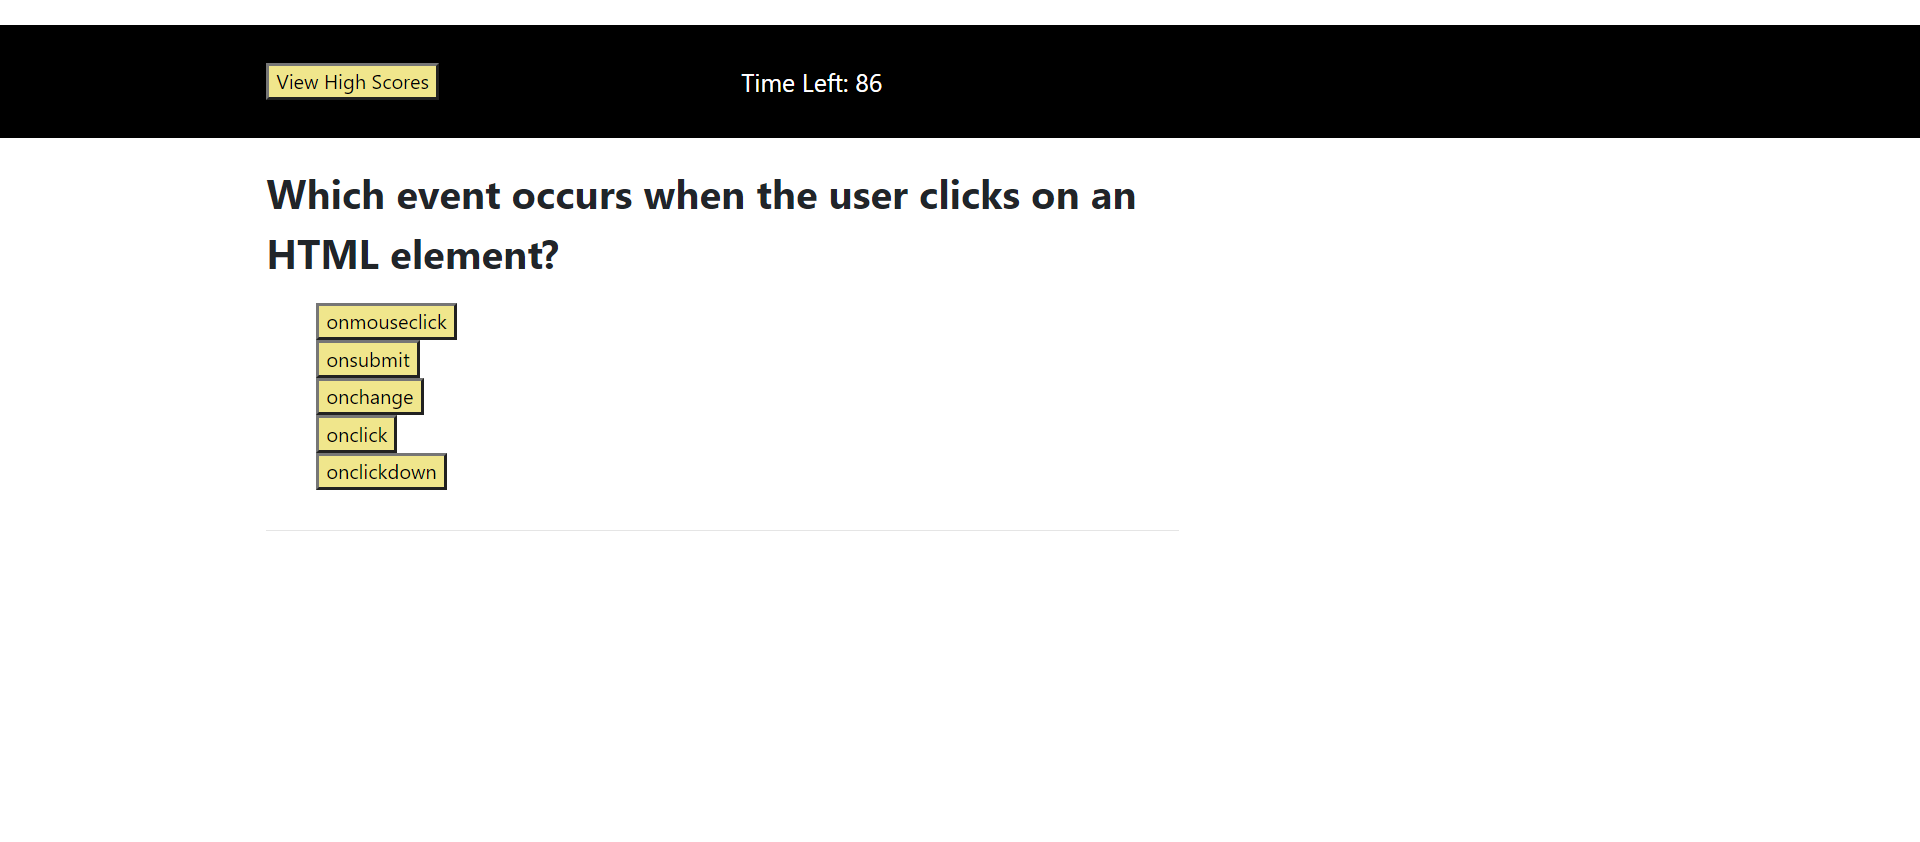 View High Scores
Time Left: 86
Which event occurs when the user clicks on an
HTML element?
onmouseclick
onsubmit
onchange
onclick
onclickdown